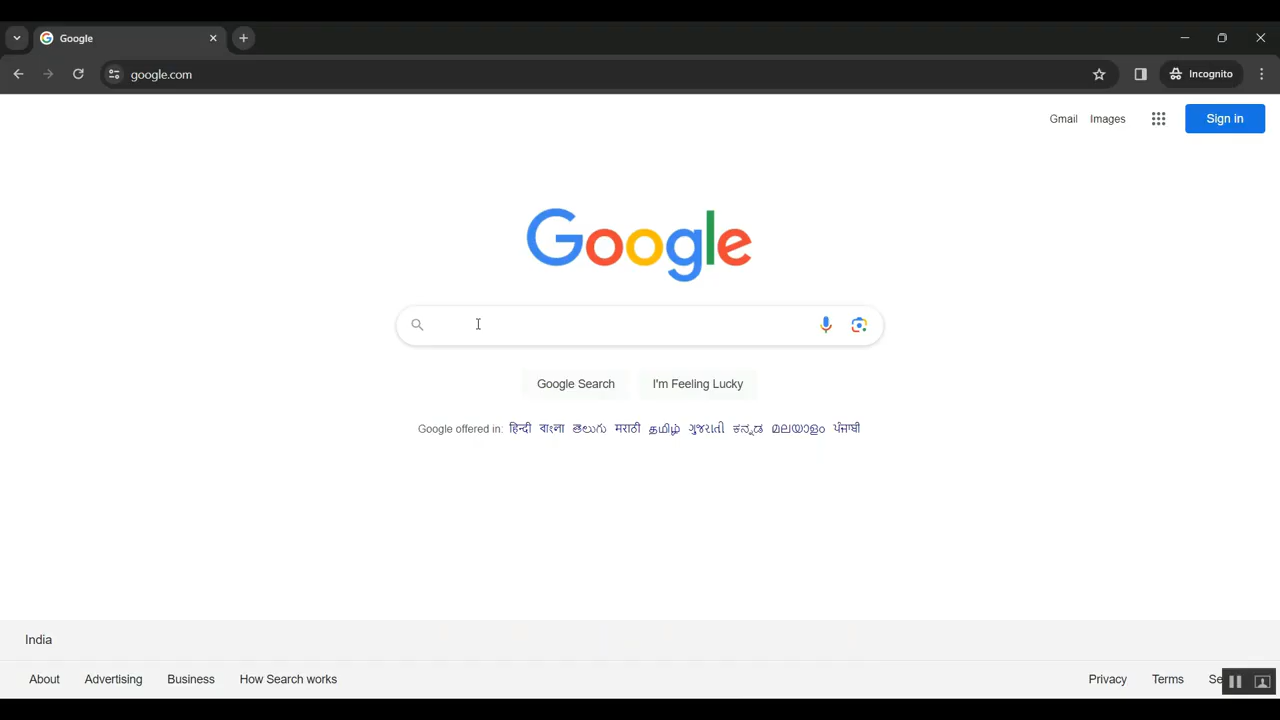 Google
google.com
Incognito
Gmail Images Sign in
Google
Google Search I'm Feeling Lucky
Google offered in: हिन्दी বাংলা తెలుగు मराठी தமிழ் ગુજરાતી ಕನ್ನಡ മലയാളം ਪੰਜਾਬੀ
India
About Advertising Business How Search works Privacy Terms